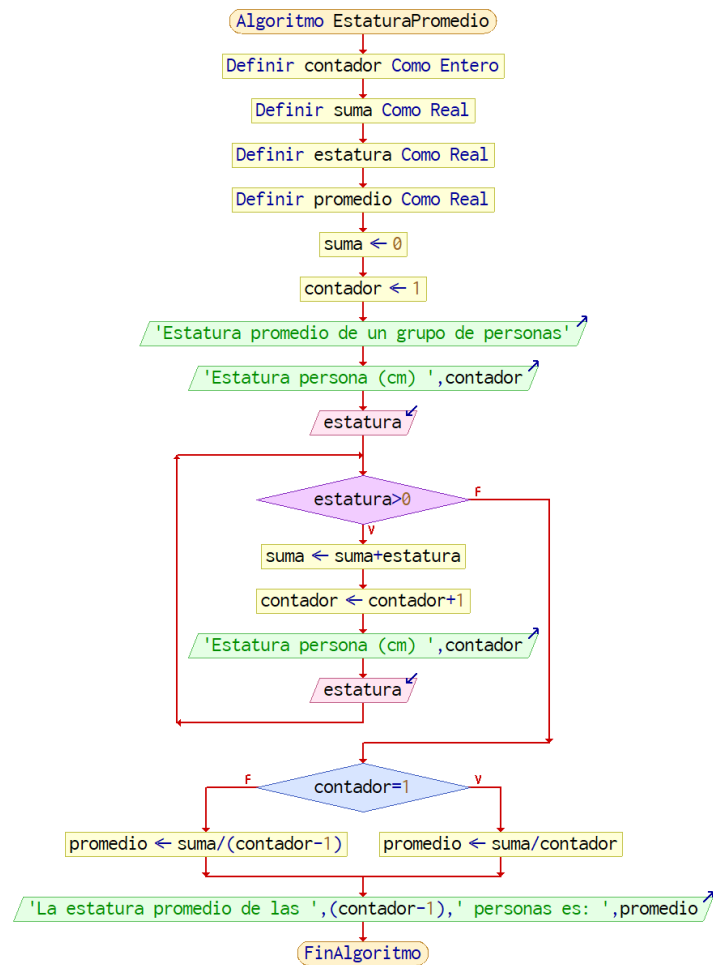 Algoritmo EstaturaPromedio
Definir contador Como Entero
Definir suma Como Real
Definir estatura Como Real
Definir promedio Como Real
suma ← 0
contador ← 1
'Estatura promedio de un grupo de personas'
'Estatura persona (cm) ',contador
estatura
estatura>0
F
V
suma ← suma+estatura
contador ← contador+1
'Estatura persona (cm) ',contador
estatura
F
contador=1
V
promedio ← suma/(contador-1)
promedio ← suma/contador
'La estatura promedio de las ',(contador-1),' personas es: ',promedio
FinAlgoritmo